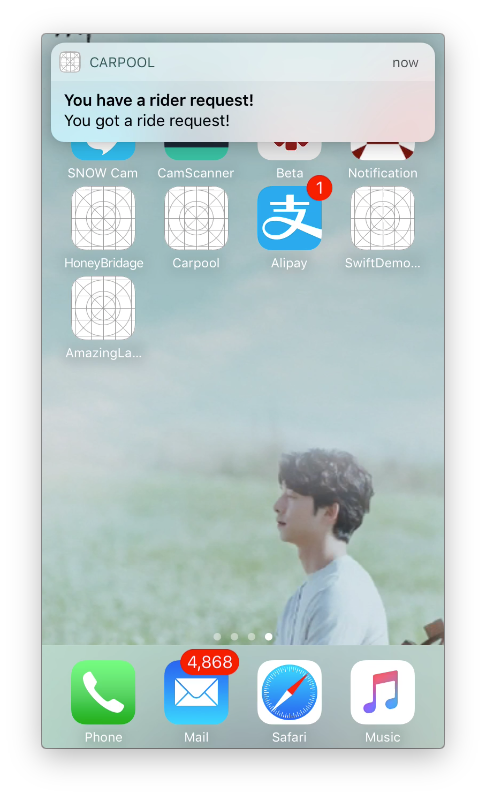 CARPOOL now
You have a rider request!
You got a ride request!
SNOW Cam CamScanner Beta Notification
1
HoneyBridage Carpool Alipay SwiftDemo...
AmazingLa...
4,868
Phone Mail Safari Music